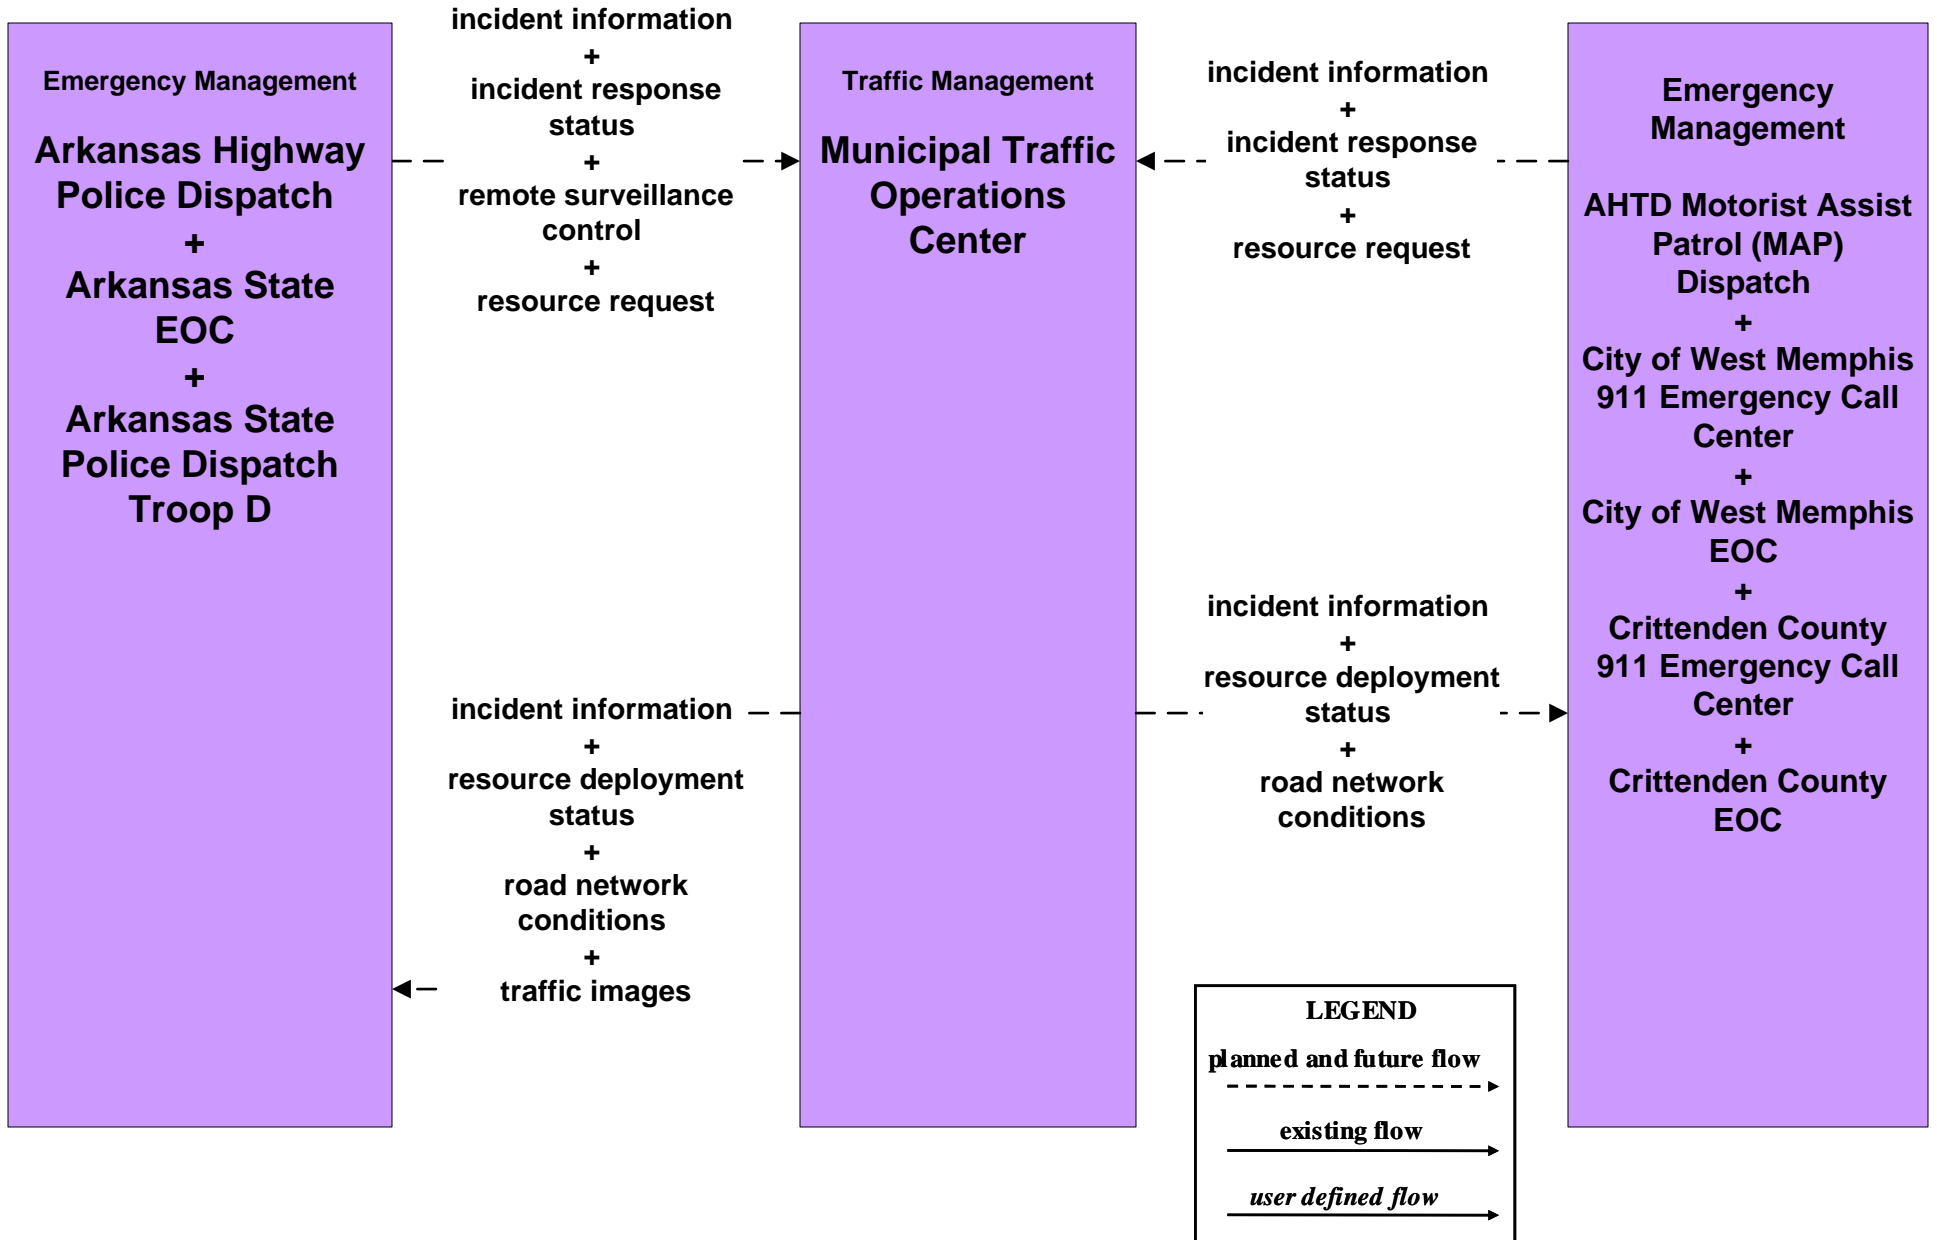 Emergency Management
Arkansas Highway
Police Dispatch
+
Arkansas State
EOC
+
Arkansas State
Police Dispatch
Troop D
incident information
+
incident response
status
+
remote surveillance
control
+
resource request
incident information
+
resource deployment
status
+
road network
conditions
+
traffic images
Traffic Management
Municipal Traffic
Operations
Center
incident information
+
incident response
status
+
resource request
incident information
+
resource deployment
status
+
road network
conditions
Emergency
Management
AHTD Motorist Assist
Patrol (MAP)
Dispatch
+
City of West Memphis
911 Emergency Call
Center
+
City of West Memphis
EOC
+
Crittenden County
911 Emergency Call
Center
+
Crittenden County
EOC
LEGEND
planned and future flow
existing flow
user defined flow